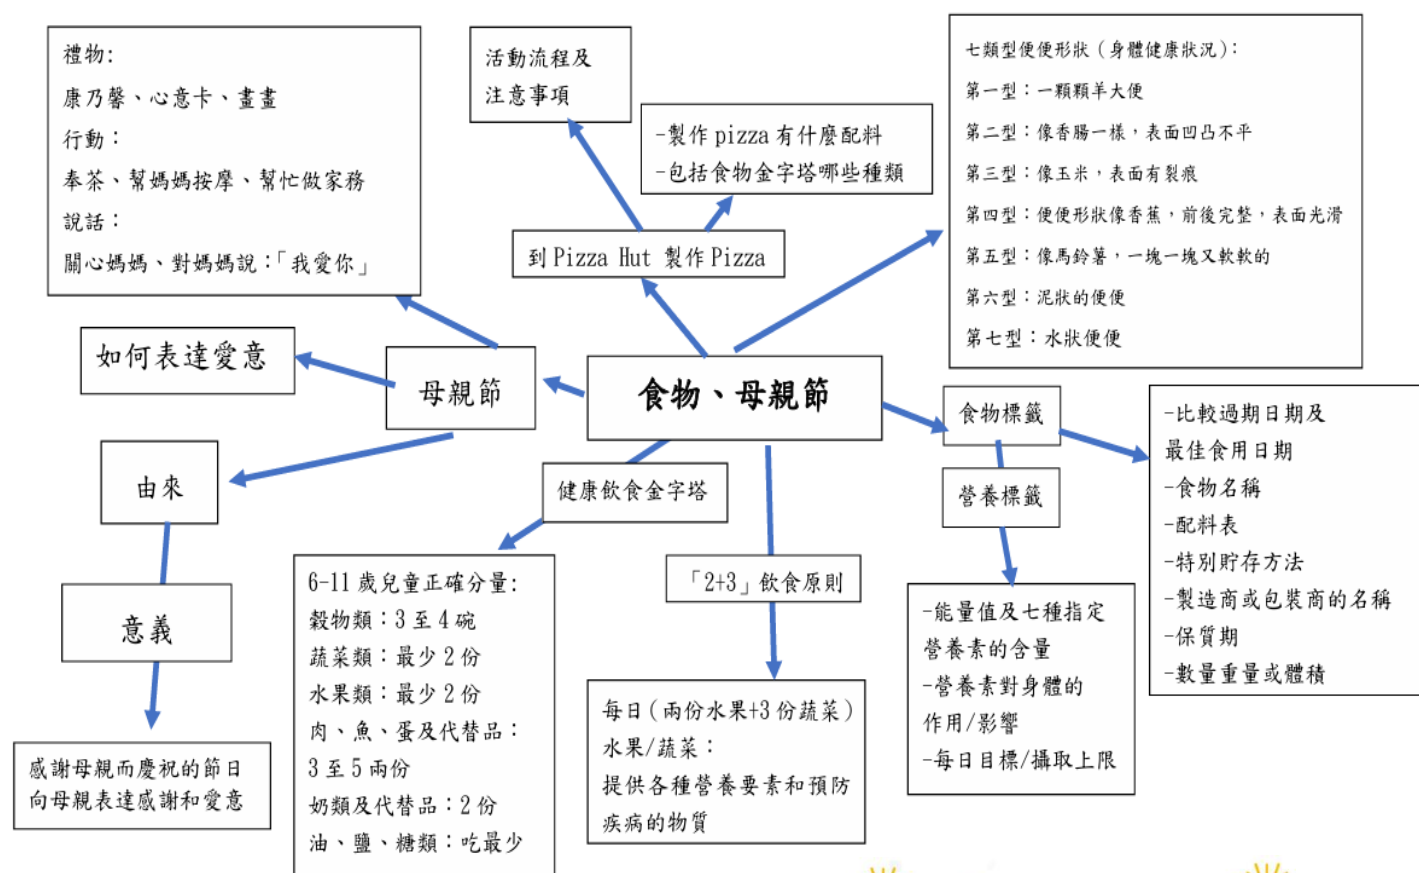 禮物:
康乃馨、心意卡、畫畫
行動：
奉茶、幫媽媽按摩、幫忙做家務
說話：
關心媽媽、對媽媽說：「我愛你」
活動流程及
注意事項
-製作 pizza 有什麼配料
-包括食物金字塔哪些種類
到 Pizza Hut 製作 Pizza
七類型便便形狀（身體健康狀況）：
第一型：一顆顆羊大便
第二型：像香腸一樣，表面凹凸不平
第三型：像玉米，表面有裂痕
第四型：便便形狀像香蕉，前後完整，表面光滑
第五型：像馬鈴薯，一塊一塊又軟軟的
第六型：泥狀的便便
第七型：水狀便便
如何表達愛意
母親節
食物、母親節
由來
意義
感謝母親而慶祝的節日
向母親表達感謝和愛意
健康飲食金字塔
6-11 歲兒童正確分量:
穀物類：3 至 4 碗
蔬菜類：最少 2 份
水果類：最少 2 份
肉、魚、蛋及代替品：
3 至 5 兩份
奶類及代替品：2 份
油、鹽、糖類：吃最少
「2+3」飲食原則
每日（兩份水果+3 份蔬菜）
水果/蔬菜：
提供各種營養要素和預防
疾病的物質
食物標籤
營養標籤
-能量值及七種指定
營養素的含量
-營養素對身體的
作用/影響
-每日目標/攝取上限
-比較過期日期及
最佳食用日期
-食物名稱
-配料表
-特別貯存方法
-製造商或包裝商的名稱
-保質期
-數量重量或體積